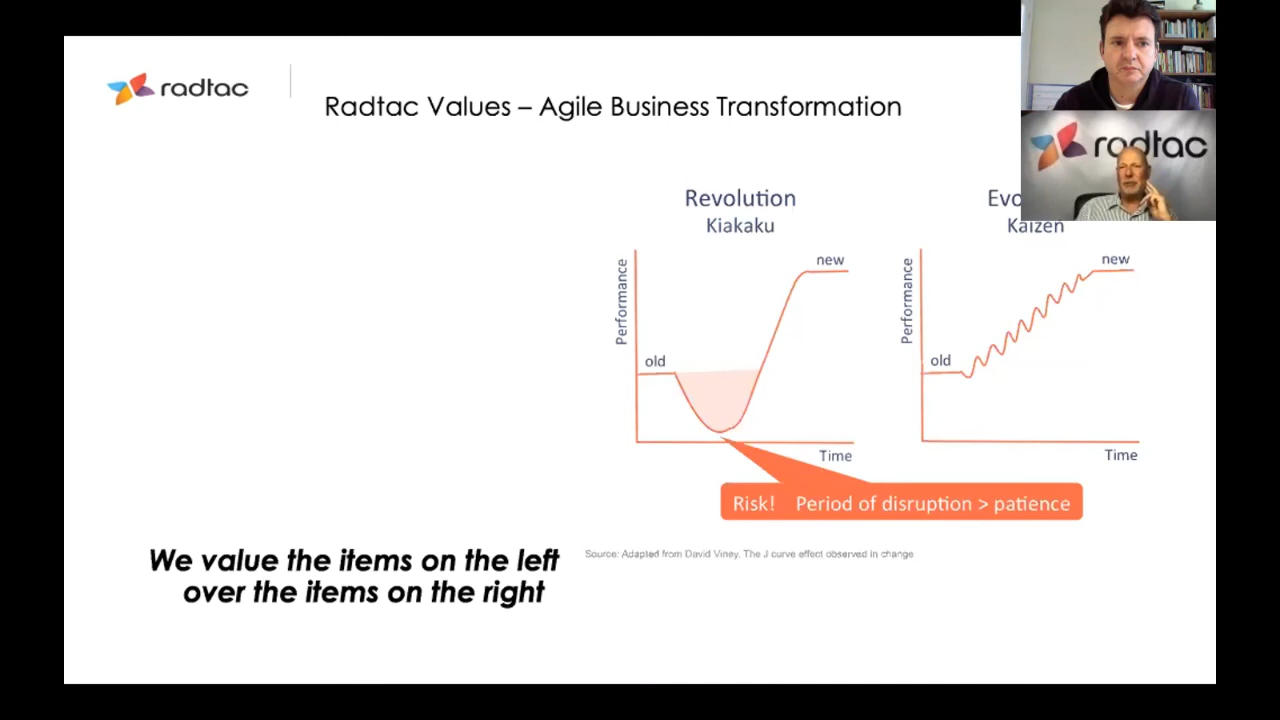 radtac
Radtac Values – Agile Business Transformation
radtac
Revolution
Kiakaku
Performance
old
new
Time
Evo
Kaizen
Performance
old
new
Time
Risk! Period of disruption > patience
Source: Adapted from David Viney, The J curve effect observed in change
We value the items on the left
over the items on the right